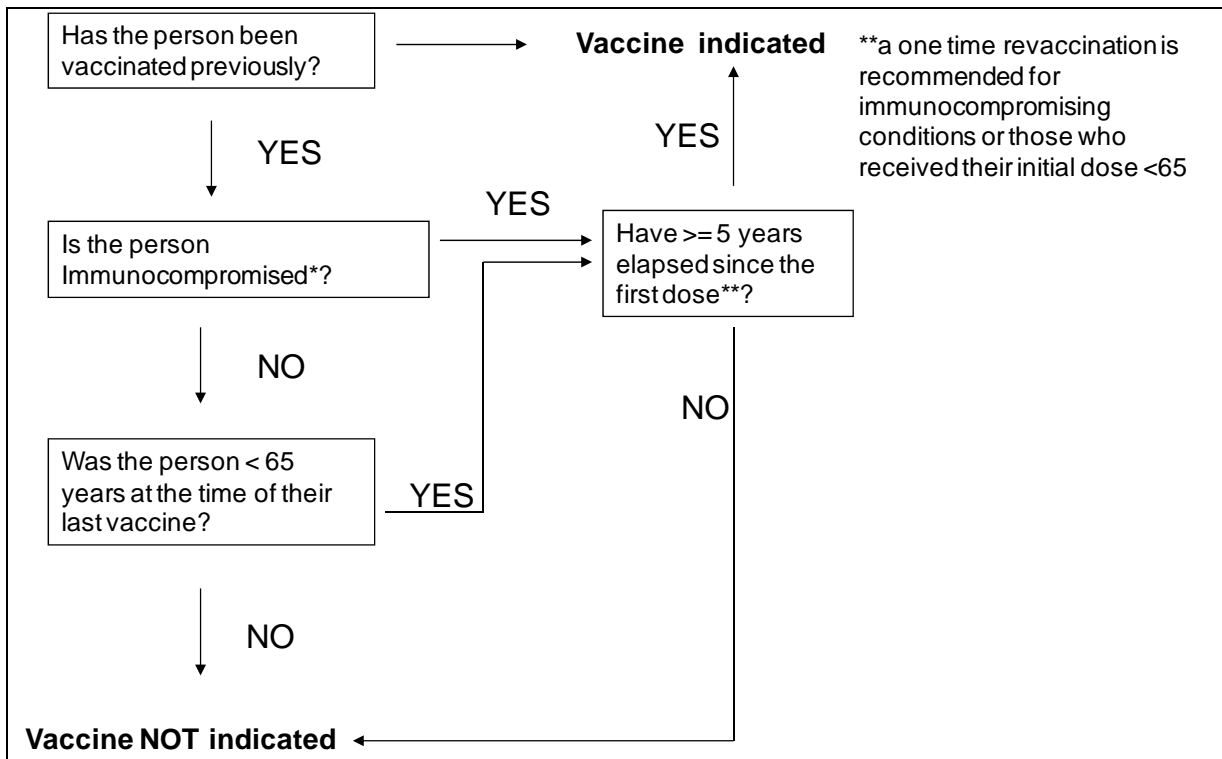 Has the person been
vaccinated previously?
Vaccine indicated
**a one time revaccination is
recommended for
immunocompromising
conditions or those who
received their initial dose <65
YES
YES
Is the person
Immunocompromised*?
YES
Have >= 5 years
elapsed since the
first dose**?
NO
NO
Was the person < 65
years at the time of their
last vaccine?
YES
NO
Vaccine NOT indicated